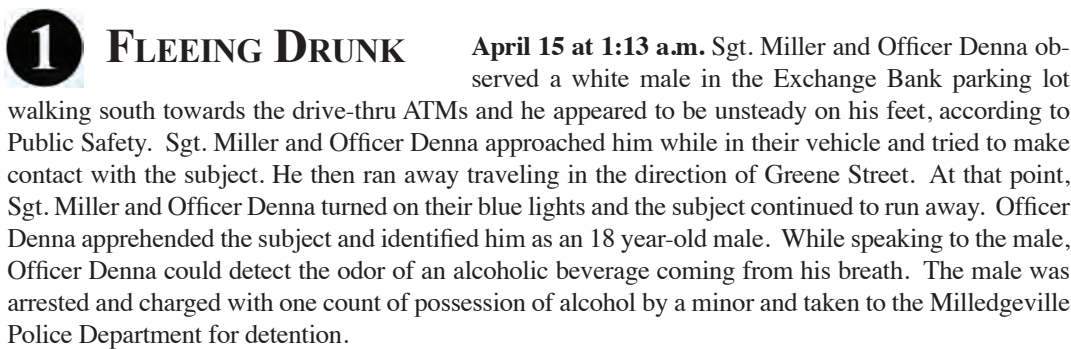 1 FLEEING DRUNK April 15 at 1:13 a.m. Sgt. Miller and Officer Denna ob-
served a white male in the Exchange Bank parking lot
walking south towards the drive-thru ATMs and he appeared to be unsteady on his feet, according to
Public Safety. Sgt. Miller and Officer Denna approached him while in their vehicle and tried to make
contact with the subject. He then ran away traveling in the direction of Greene Street. At that point,
Sgt. Miller and Officer Denna turned on their blue lights and the subject continued to run away. Officer
Denna apprehended the subject and identified him as an 18 year-old male. While speaking to the male,
Officer Denna could detect the odor of an alcoholic beverage coming from his breath. The male was
arrested and charged with one count of possession of alcohol by a minor and taken to the Milledgeville
Police Department for detention.